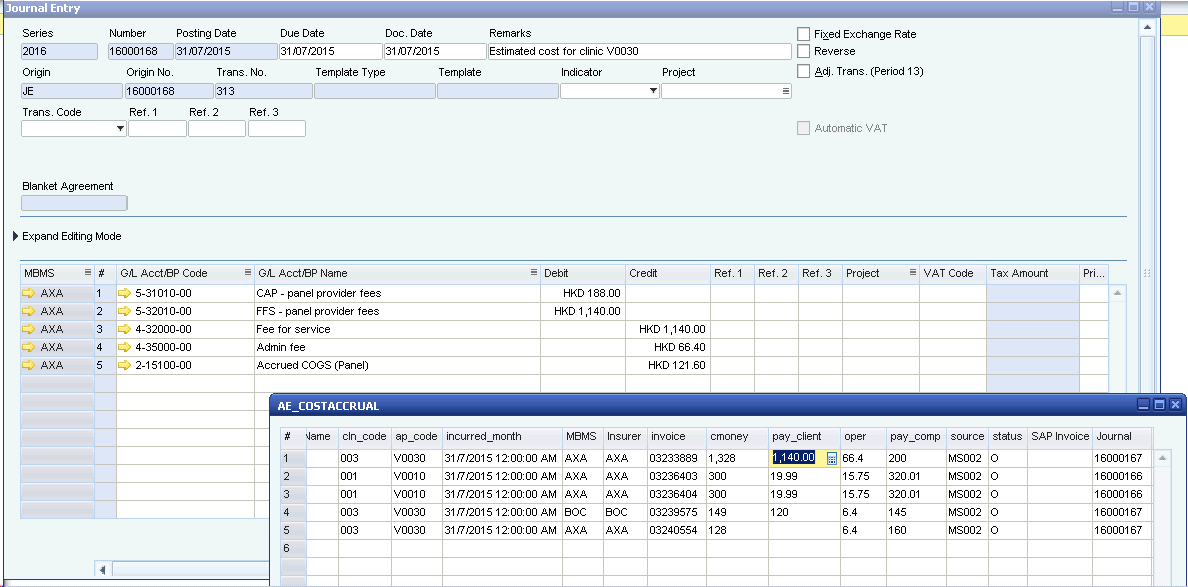 Journal Entry
Series Number Posting Date Due Date Doc. Date Remarks
2016 16000168 31/07/2015 31/07/2015 31/07/2015 Estimated cost for clinic V0030
Fixed Exchange Rate
Reverse
Origin Origin No. Trans. No. Template Type Template Indicator Project
Adj. Trans. (Period 13)
JE 16000168 313
Trans. Code Ref. 1 Ref. 2 Ref. 3
Automatic VAT
Blanket Agreement
Expand Editing Mode
MBMS # G/L Acct/BP Code G/L Acct/BP Name Debit Credit Ref. 1 Ref. 2 Ref. 3 Project VAT Code Tax Amount Pri...
AXA 1 5-31010-00 CAP - panel provider fees HKD 188.00
AXA 2 5-32010-00 FFS - panel provider fees HKD 1,140.00
AXA 3 4-32000-00 Fee for service HKD 1,140.00
AXA 4 4-35000-00 Admin fee HKD 66.40
AXA 5 2-15100-00 Accrued COGS (Panel) HKD 121.60
AE_COSTACCRUAL
# Name cln_code ap_code incurred_month MBMS Insurer invoice cmoney pay_client oper pay_comp source status SAP Invoice Journal
1 003 V0030 31/7/2015 12:00:00 AM AXA AXA 03233889 1,328 1,140.00 66.4 200 MS002 O 16000167
2 001 V0010 31/7/2015 12:00:00 AM AXA AXA 03236403 300 19.99 15.75 320.01 MS002 O 16000166
3 001 V0010 31/7/2015 12:00:00 AM AXA AXA 03236404 300 19.99 15.75 320.01 MS002 O 16000166
4 003 V0030 31/7/2015 12:00:00 AM BOC BOC 03239575 149 120 6.4 145 MS002 O 16000167
5 003 V0030 31/7/2015 12:00:00 AM AXA AXA 03240554 128 6.4 160 MS002 O 16000167
6